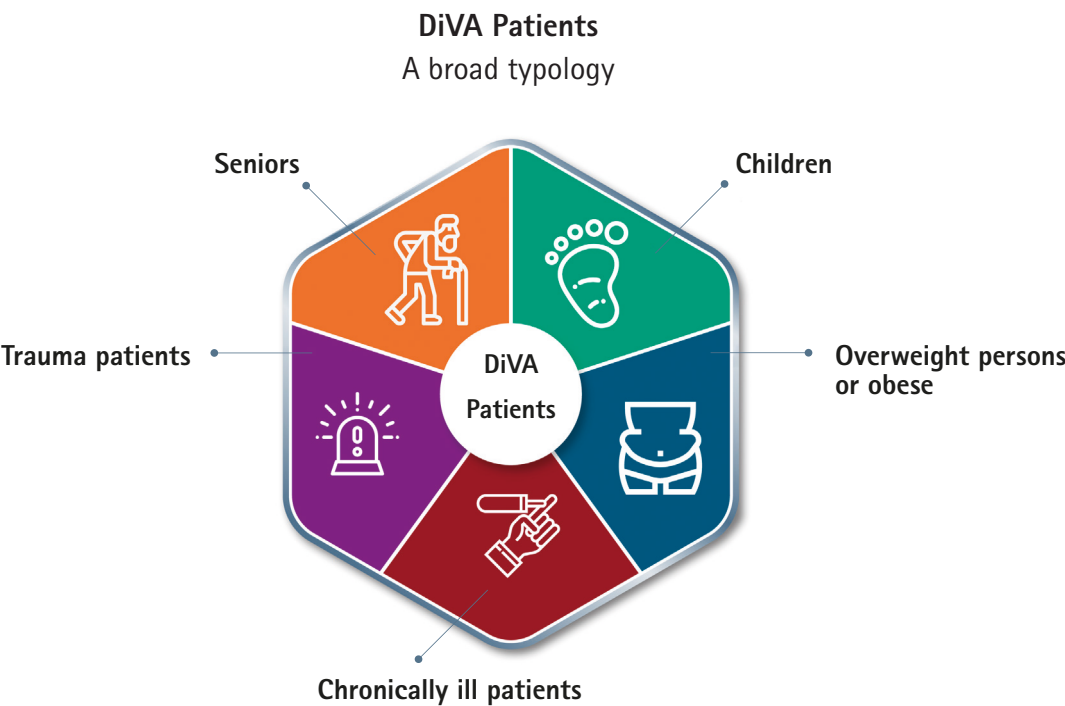 DiVA Patients
A broad typology
Seniors
Children
Trauma patients
DiVA
Patients
Overweight persons
or obese
Chronically ill patients